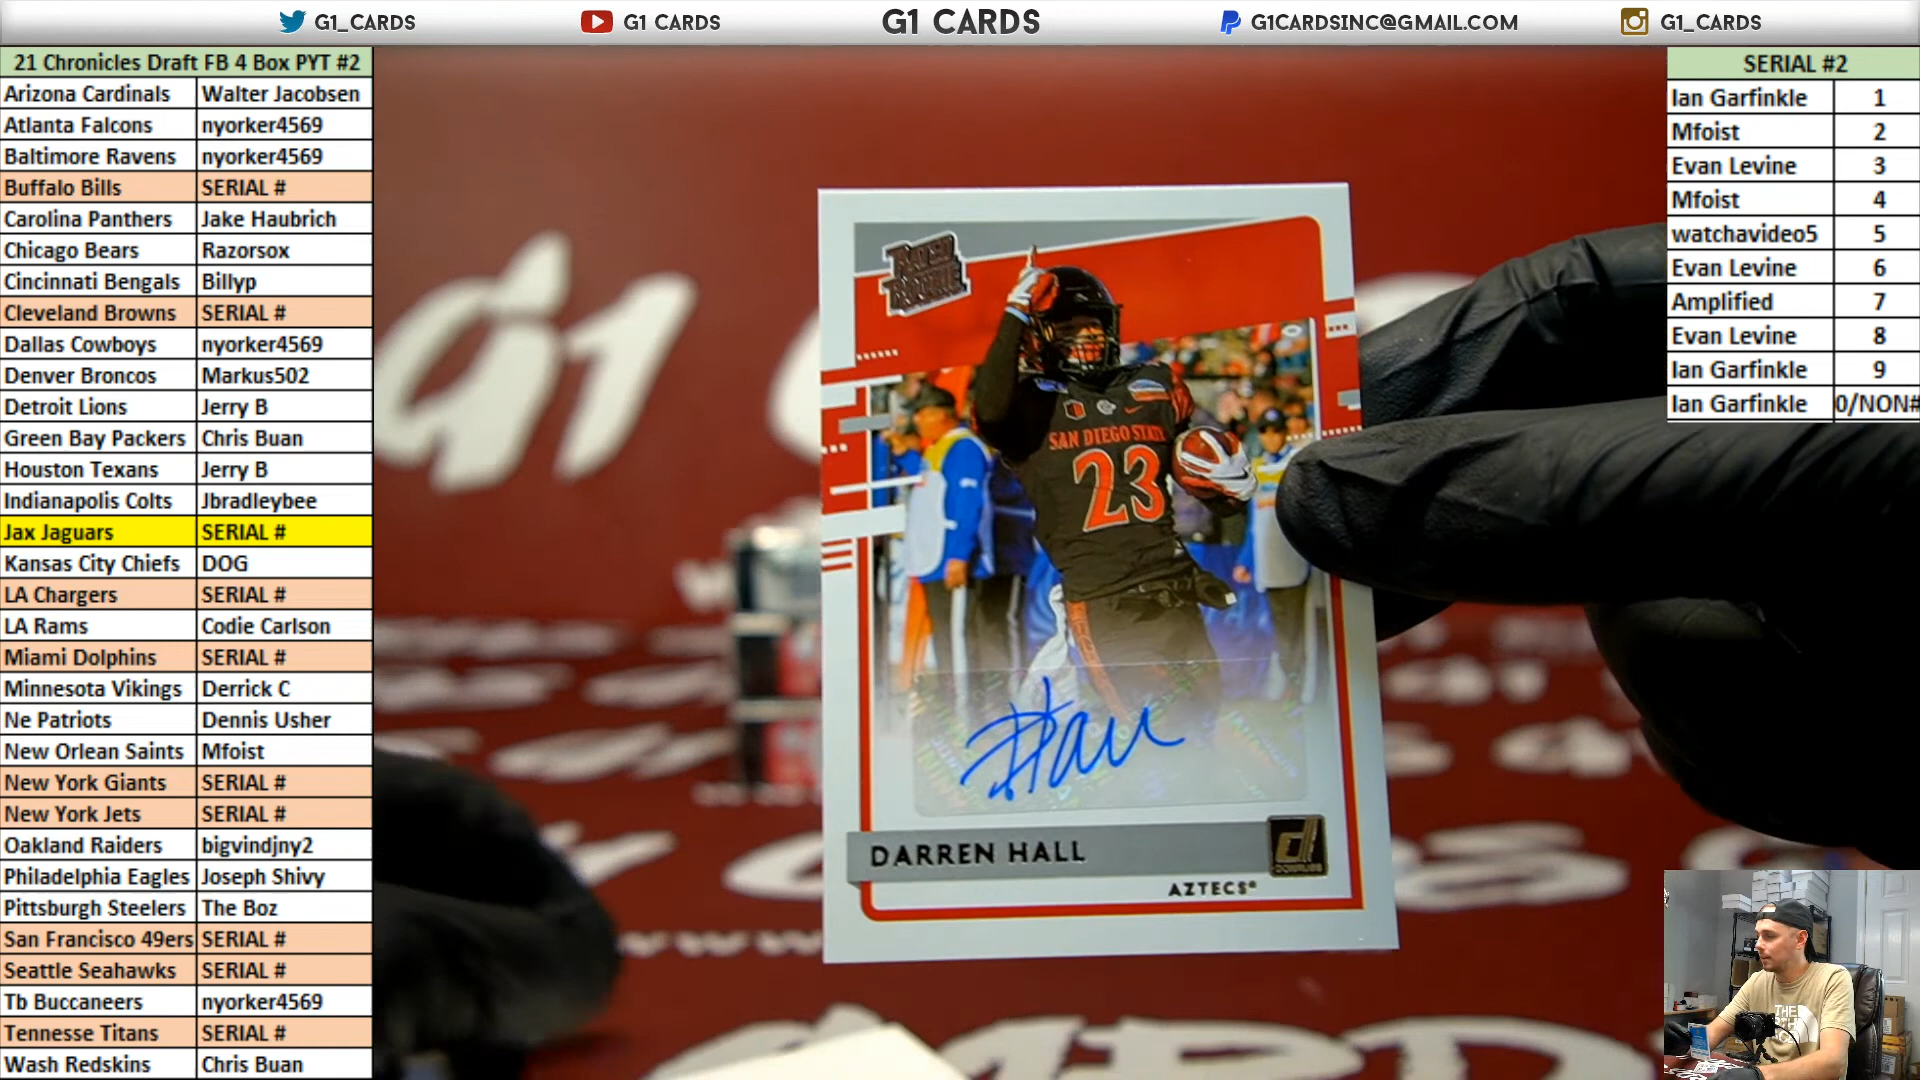 G1_CARDS
G1 CARDS
G1 CARDS
G1CARDSINC@GMAIL.COM
G1_CARDS
21 Chronicles Draft FB 4 Box PYT #2
Arizona Cardinals Walter Jacobsen
Atlanta Falcons nyorker4569
Baltimore Ravens nyorker4569
Buffalo Bills SERIAL #
Carolina Panthers Jake Haubrich
Chicago Bears Razorsox
Cincinnati Bengals Billyp
Cleveland Browns SERIAL #
Dallas Cowboys nyorker4569
Denver Broncos Markus502
Detroit Lions Jerry B
Green Bay Packers Chris Buan
Houston Texans Jerry B
Indianapolis Colts Jbradleybee
Jax Jaguars SERIAL #
Kansas City Chiefs DOG
LA Chargers SERIAL #
LA Rams Codie Carlson
Miami Dolphins SERIAL #
Minnesota Vikings Derrick C
Ne Patriots Dennis Usher
New Orlean Saints Mfoist
New York Giants SERIAL #
New York Jets SERIAL #
Oakland Raiders bigvindjny2
Philadelphia Eagles Joseph Shivy
Pittsburgh Steelers The Boz
San Francisco 49ers SERIAL #
Seattle Seahawks SERIAL #
Tb Buccaneers nyorker4569
Tennesse Titans SERIAL #
Wash Redskins Chris Buan
RATED ROOKIE
SAN DIEGO STATE
23
DARREN HALL
DONRUSS
AZTECS
G1
SERIAL #2
Ian Garfinkle 1
Mfoist 2
Evan Levine 3
Mfoist 4
watchavideo5 5
Evan Levine 6
Amplified 7
Evan Levine 8
Ian Garfinkle 9
Ian Garfinkle 0/NON#
THE